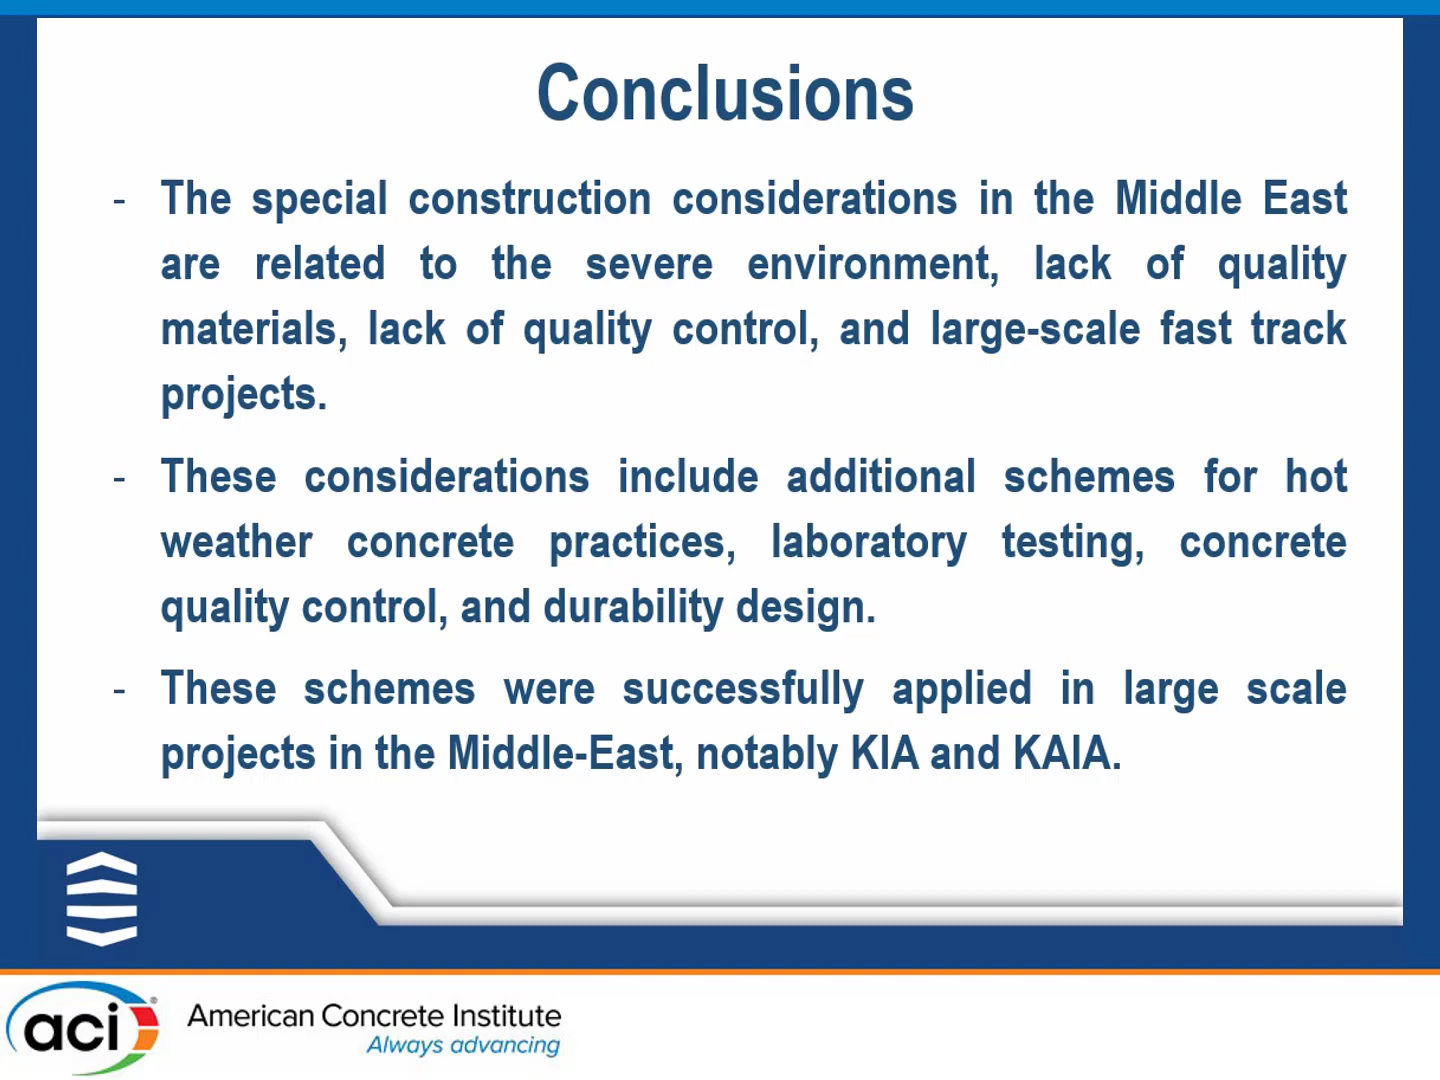 Conclusions
- The special construction considerations in the Middle East
are related to the severe environment, lack of quality
materials, lack of quality control, and large-scale fast track
projects.
- These considerations include additional schemes for hot
weather concrete practices, laboratory testing, concrete
quality control, and durability design.
- These schemes were successfully applied in large scale
projects in the Middle-East, notably KIA and KAIA.
aci®
American Concrete Institute
Always advancing